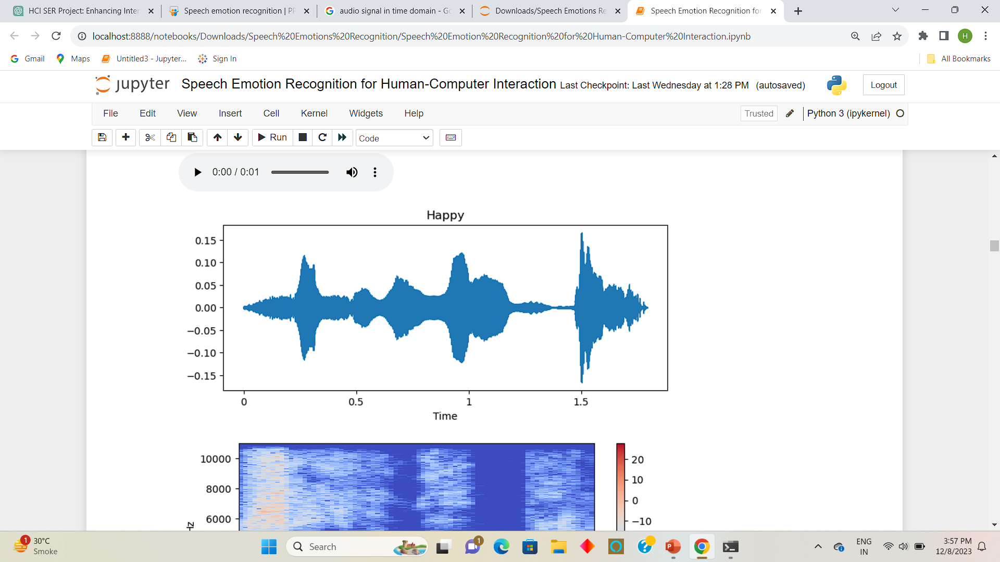 HCI SER Project: Enhancing Inter
Speech emotion recognition | PP
audio signal in time domain - Go
Downloads/Speech Emotions Re
Speech Emotion Recognition for
localhost:8888/notebooks/Downloads/Speech%20Emotions%20Recognition/Speech%20Emotion%20Recognition%20for%20Human-Computer%20Interaction.ipynb
H
Gmail
Maps
Untitled3 - Jupyter...
Sign In
All Bookmarks
jupyter
Speech Emotion Recognition for Human-Computer Interaction
Last Checkpoint: Last Wednesday at 1:28 PM (autosaved)
Logout
File
Edit
View
Insert
Cell
Kernel
Widgets
Help
Trusted
Python 3 (ipykernel)
Run
Code
0:00 / 0:01
Happy
0.15
0.10
0.05
0.00
−0.05
−0.10
−0.15
0
0.5
1
1.5
Time
10000
8000
6000
20
10
0
−10
1
30°C
Smoke
Search
1
ENG
IN
3:57 PM
12/8/2023